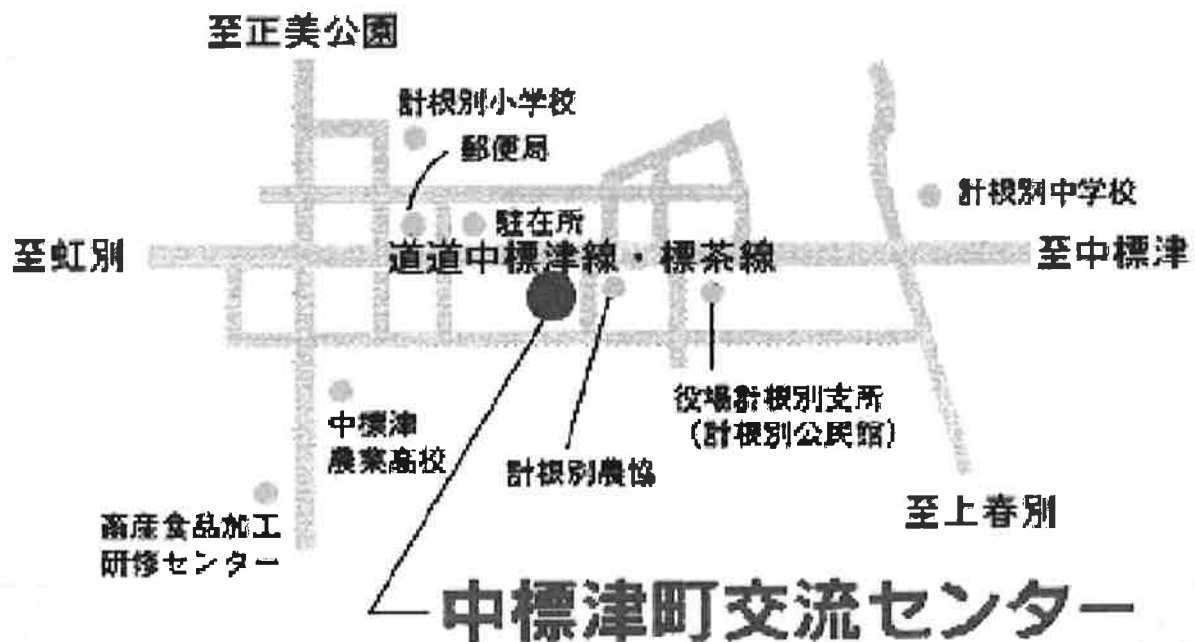 至正美公園
計根別小学校
郵便局
駐在所
計根別中学校
至虹別
道道中標津線・標茶線
至中標津
役場計根別支所
(計根別公民館)
中標津
農業高校
計根別農協
畜産食品加工
研修センター
至上春別
中標津町交流センター